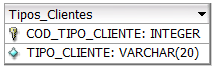 Tipos_Clientes
COD_TIPO_CLIENTE: INTEGER
TIPO_CLIENTE: VARCHAR(20)